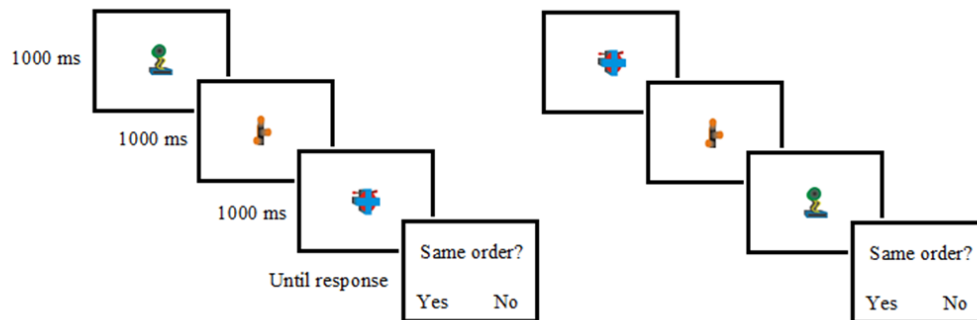 1000 ms
1000 ms
1000 ms
Until response
Same order?
Yes No
Same order?
Yes No